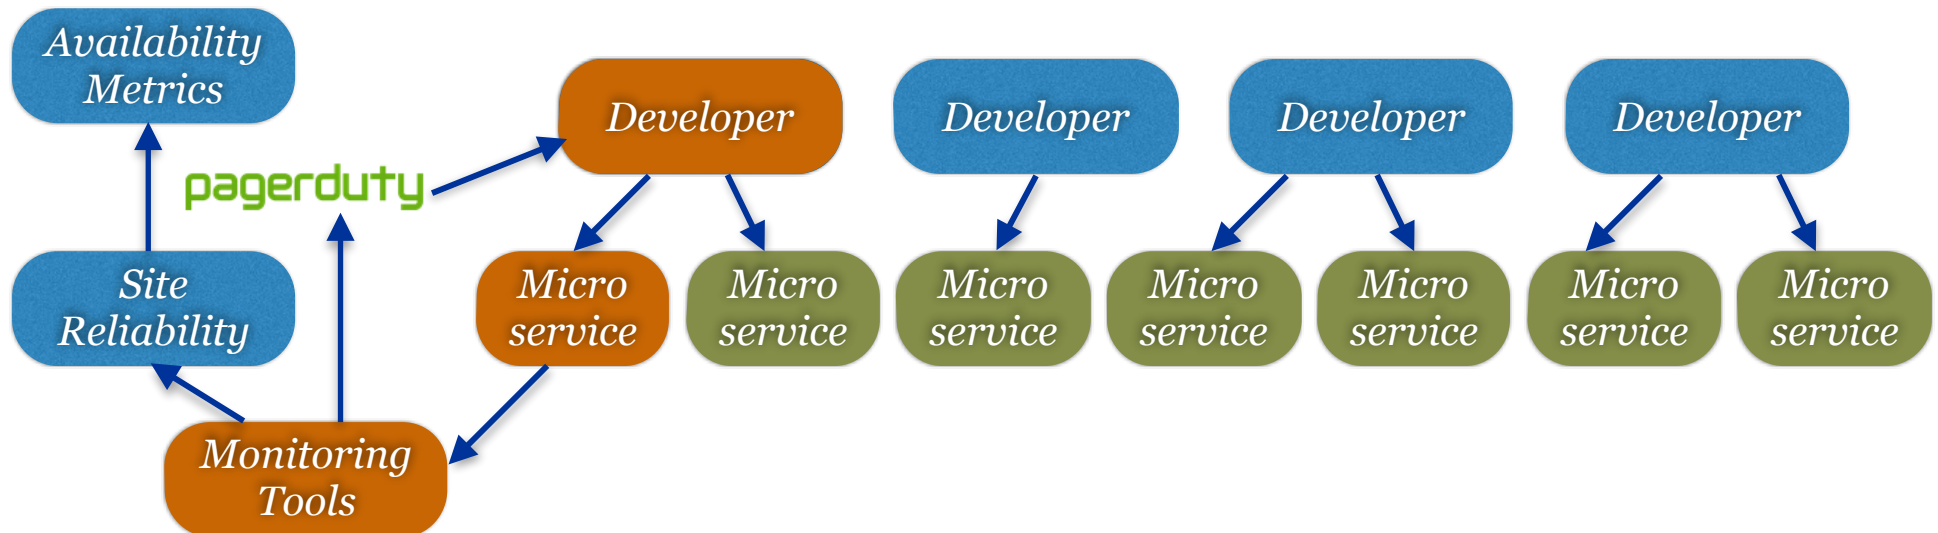 Availability
Metrics
pagerduty
Developer
Developer
Developer
Developer
Site
Reliability
Micro
service
Micro
service
Micro
service
Micro
service
Micro
service
Micro
service
Micro
service
Monitoring
Tools